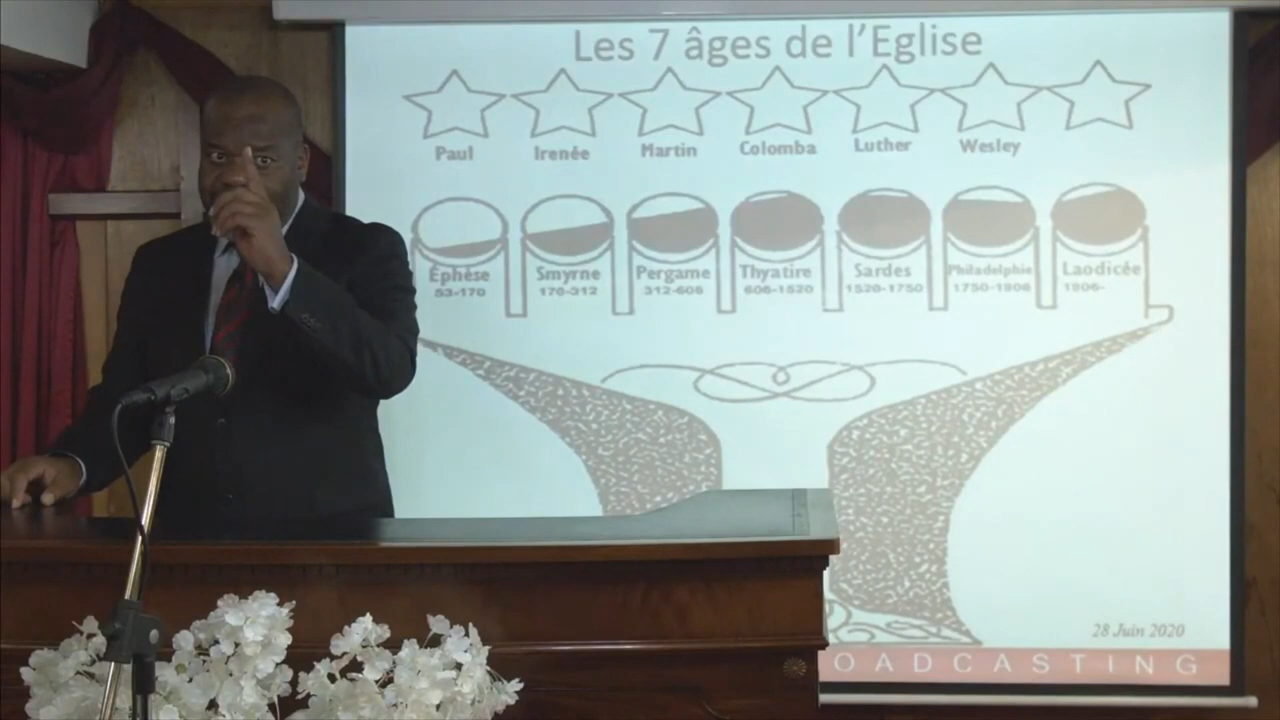 Les 7 âges de l'Eglise
Paul Irenée Martin Colomba Luther Wesley
Éphèse Smyrne Pergame Thyatire Sardes Philadelphie Laodicée
53-170 170-312 312-606 606-1520 1520-1750 1750-1906 1906-
28 Juin 2020
OADCASTING